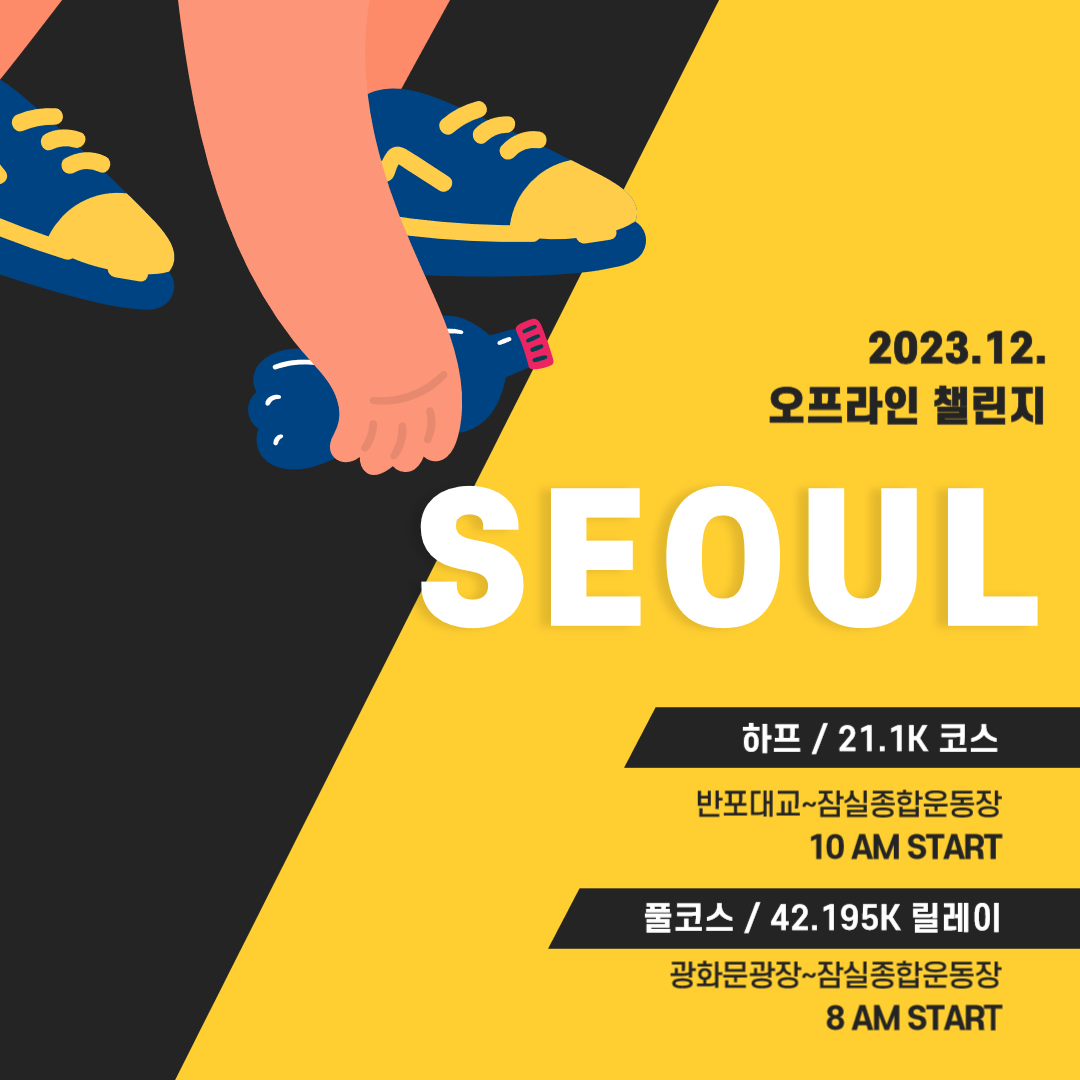 2023.12.
오프라인 챌린지
SEOUL
하프 / 21.1K 코스
반포대교~잠실종합운동장
10 AM START
풀코스 / 42.195K 릴레이
광화문광장~잠실종합운동장
8 AM START